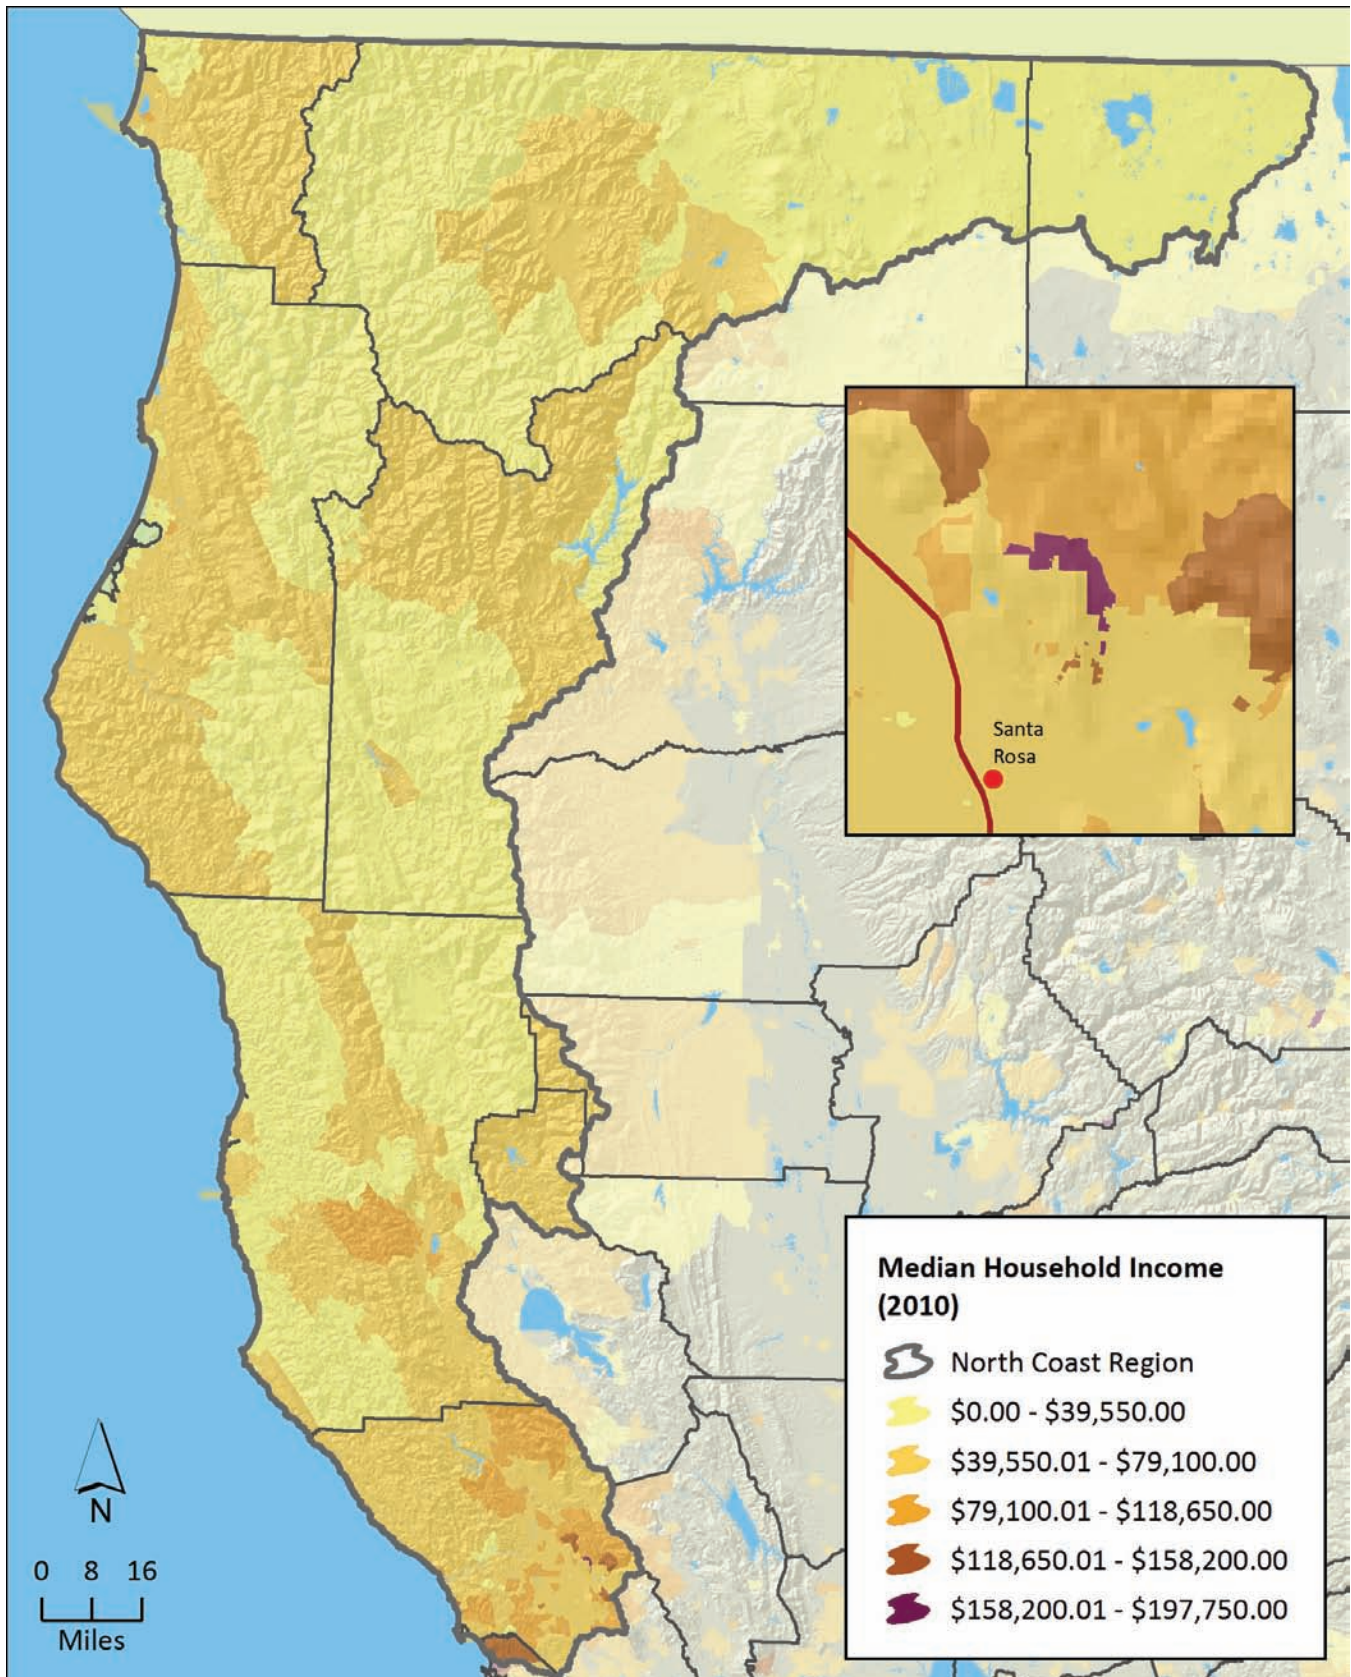 Santa
Rosa
Median Household Income
(2010)
North Coast Region
$0.00 - $39,550.00
$39,550.01 - $79,100.00
$79,100.01 - $118,650.00
$118,650.01 - $158,200.00
$158,200.01 - $197,750.00
N
0 8 16
Miles